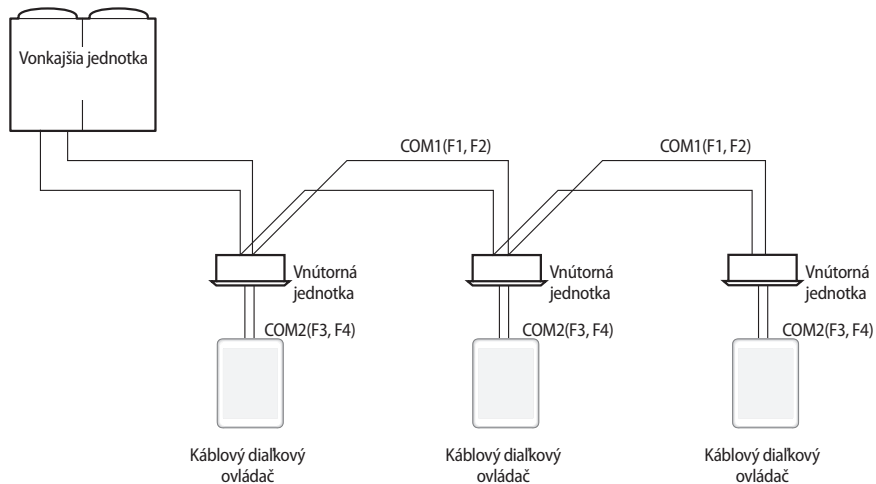 Vonkajšia jednotka
COM1(F1, F2)
COM1(F1, F2)
Vnútorná
jednotka
Vnútorná
jednotka
Vnútorná
jednotka
COM2(F3, F4)
COM2(F3, F4)
COM2(F3, F4)
Káblový diaľkový
ovládač
Káblový diaľkový
ovládač
Káblový diaľkový
ovládač